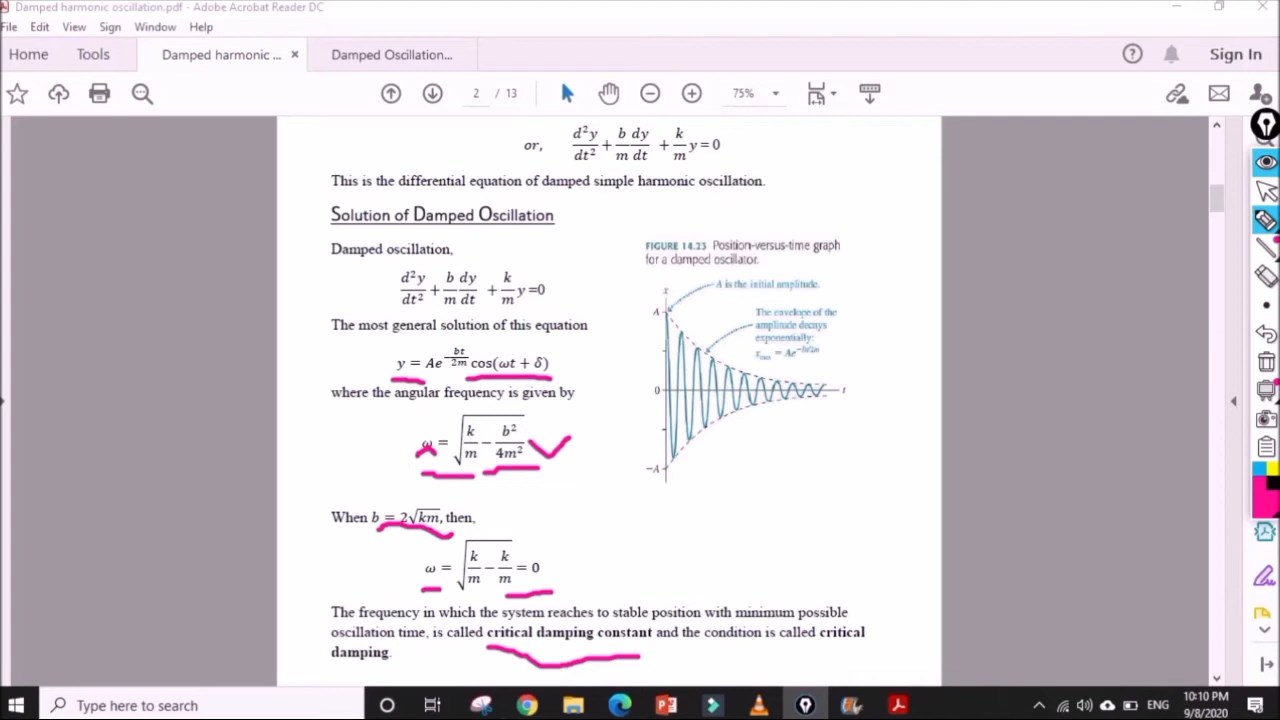 Damped harmonic oscillation.pdf - Adobe Acrobat Reader DC
File Edit View Sign Window Help
Home Tools Damped harmonic ... × Damped Oscillation... Sign In
2 / 13 75%
or, d²y/dt² + b/m dy/dt + k/m y = 0
This is the differential equation of damped simple harmonic oscillation.
Solution of Damped Oscillation
Damped oscillation,
d²y/dt² + b/m dy/dt + k/m y=0
The most general solution of this equation
y = Ae^(-bt/2m) cos(ωt + δ)
where the angular frequency is given by
ω = √(k/m − b²/4m²)
When b = 2√km, then,
ω = √(k/m − k/m) = 0
The frequency in which the system reaches to stable position with minimum possible
oscillation time, is called critical damping constant and the condition is called critical
damping.
FIGURE 14.23 Position-versus-time graph
for a damped oscillator.
x
A is the initial amplitude.
A
The envelope of the
amplitude decays
exponentially:
x_max = Ae^(-bt/2m)
0
t
−A
Type here to search
ENG
10:10 PM
9/8/2020